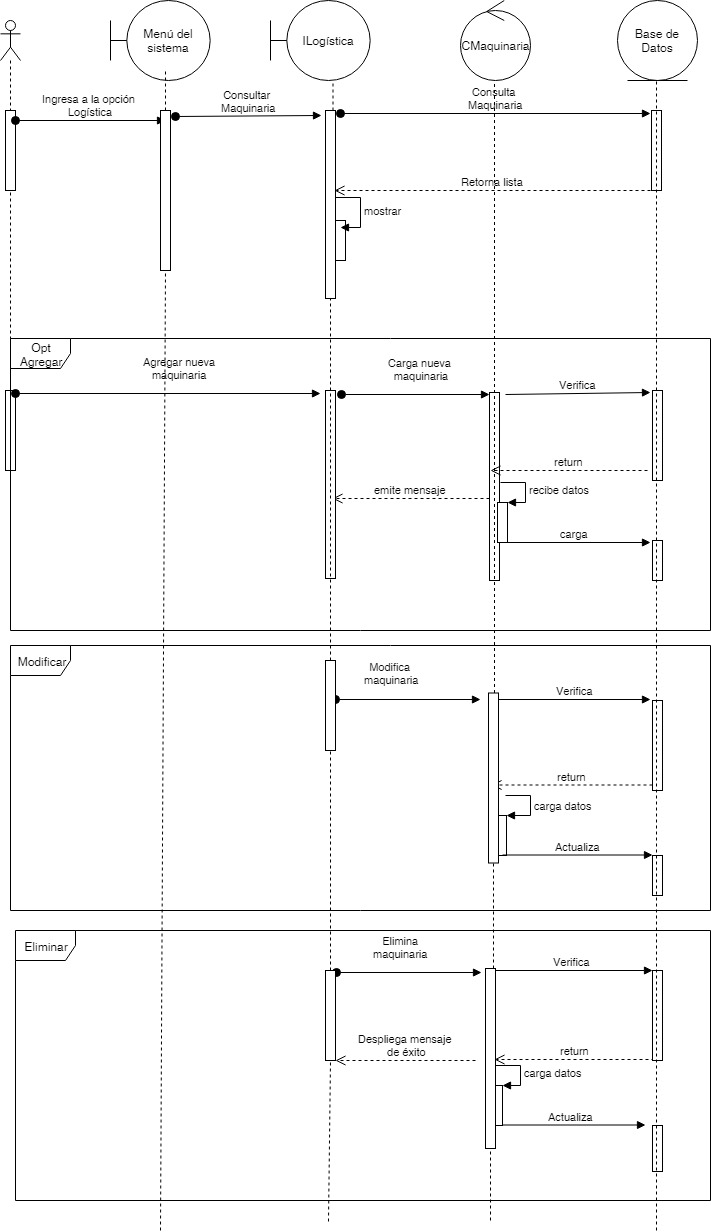 Menú del
sistema
ILogística
CMaquinaria
Base de
Datos
Ingresa a la opción
Logística
Consultar
Maquinaria
Consulta
Maquinaria
Retorna lista
mostrar
Opt
Agregar
Agregar nueva
maquinaria
Carga nueva
maquinaria
Verifica
return
emite mensaje
recibe datos
carga
Modificar
Modifica
maquinaria
Verifica
return
carga datos
Actualiza
Eliminar
Elimina
maquinaria
Verifica
Despliega mensaje
de éxito
return
carga datos
Actualiza